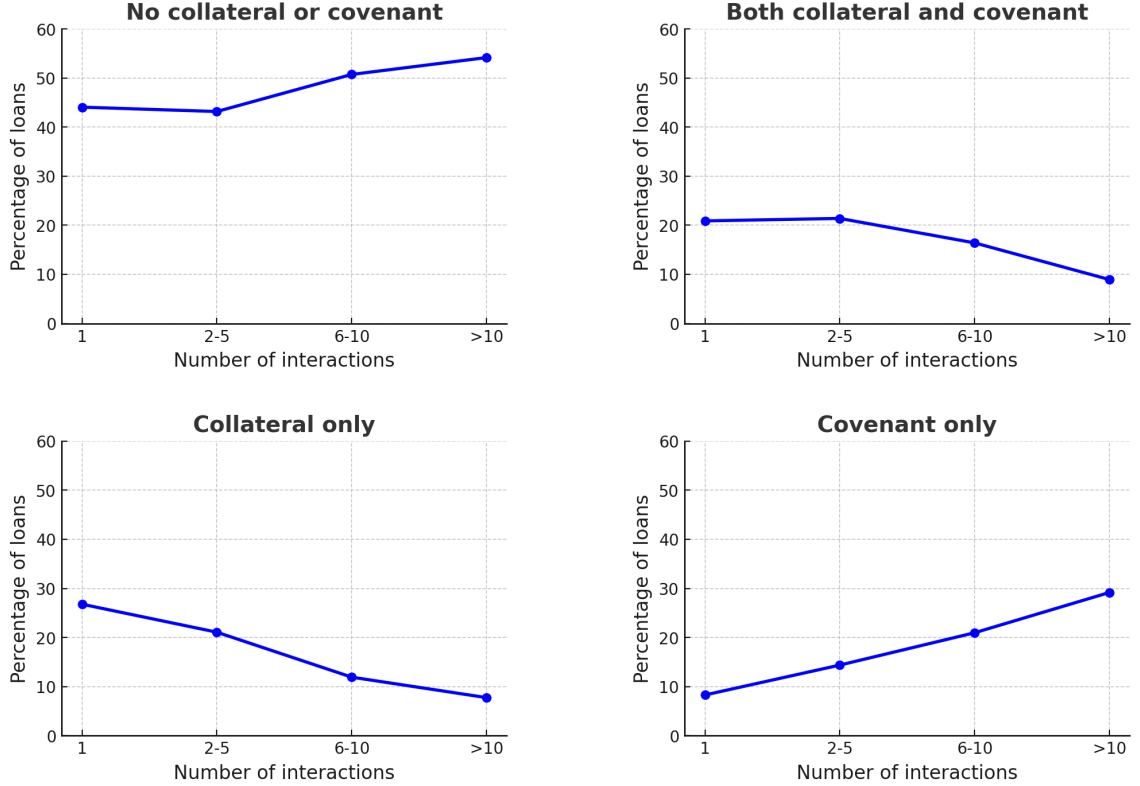 No collateral or covenant
Percentage of loans
60
50
40
30
20
10
0
1 2-5 6-10 >10
Number of interactions
Both collateral and covenant
Percentage of loans
60
50
40
30
20
10
0
1 2-5 6-10 >10
Number of interactions
Collateral only
Percentage of loans
60
50
40
30
20
10
0
1 2-5 6-10 >10
Number of interactions
Covenant only
Percentage of loans
60
50
40
30
20
10
0
1 2-5 6-10 >10
Number of interactions